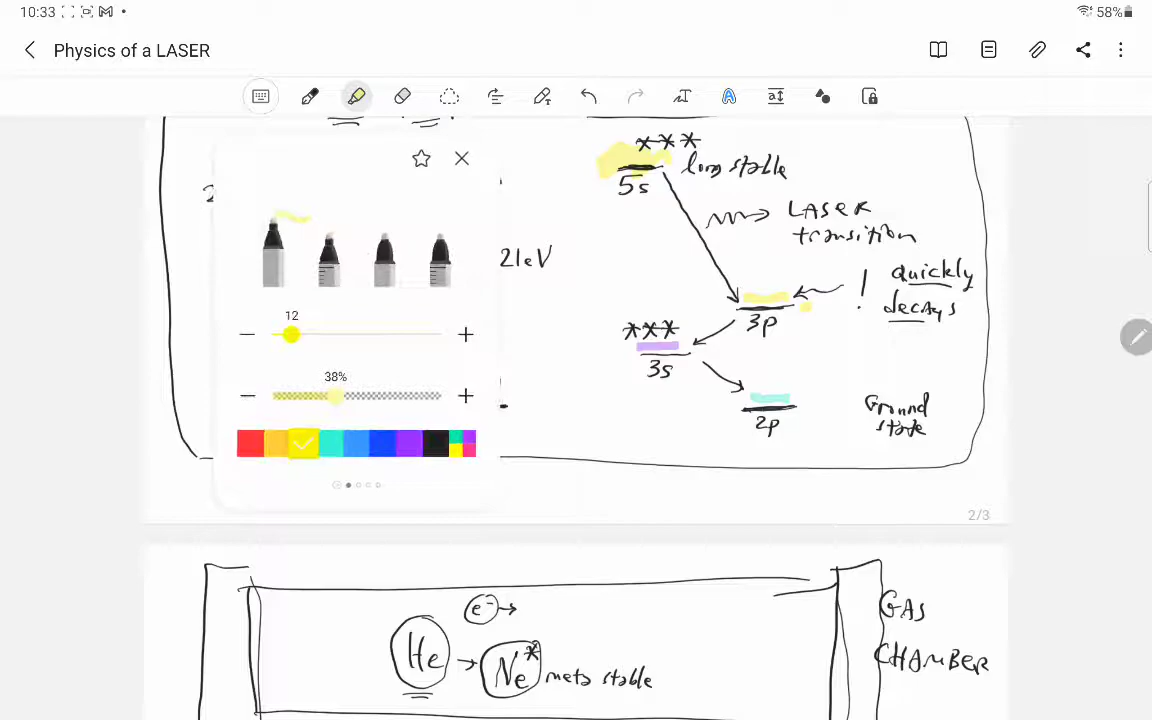 10:33
58%
Physics of a LASER
***
long stable
5s
LASER
transition
21eV
! Quickly
decays
3p
***
3s
2p
Ground
state
12
38%
2/3
e-
GAS
He
Ne*
meta stable
CHAMBER